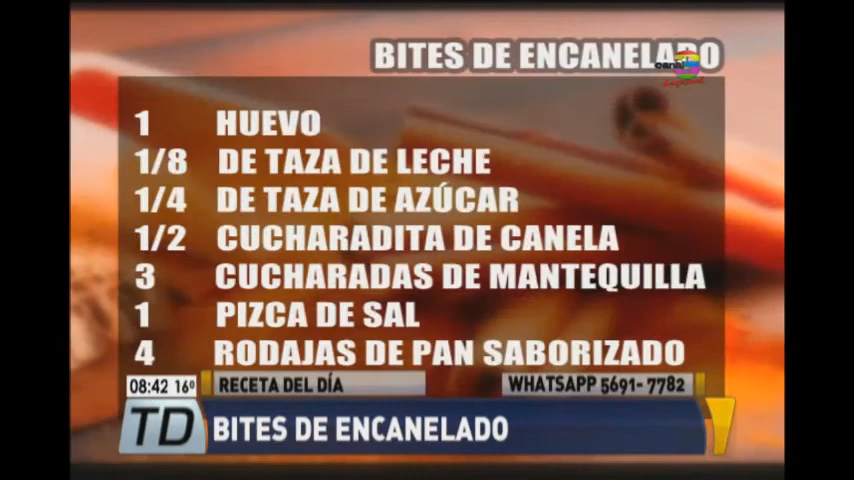 BITES DE ENCANELADO
1 HUEVO
1/8 DE TAZA DE LECHE
1/4 DE TAZA DE AZÚCAR
1/2 CUCHARADITA DE CANELA
3 CUCHARADAS DE MANTEQUILLA
1 PIZCA DE SAL
4 RODAJAS DE PAN SABORIZADO
08:42 16º RECETA DEL DÍA WHATSAPP 5691-7782
TD BITES DE ENCANELADO